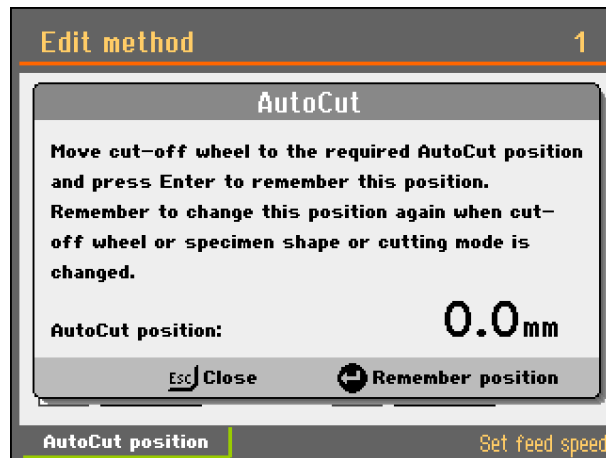 Edit method 1
AutoCut
Move cut-off wheel to the required AutoCut position
and press Enter to remember this position.
Remember to change this position again when cut-
off wheel or specimen shape or cutting mode is
changed.
AutoCut position: 0.0mm
Esc Close Remember position
AutoCut position Set feed speed